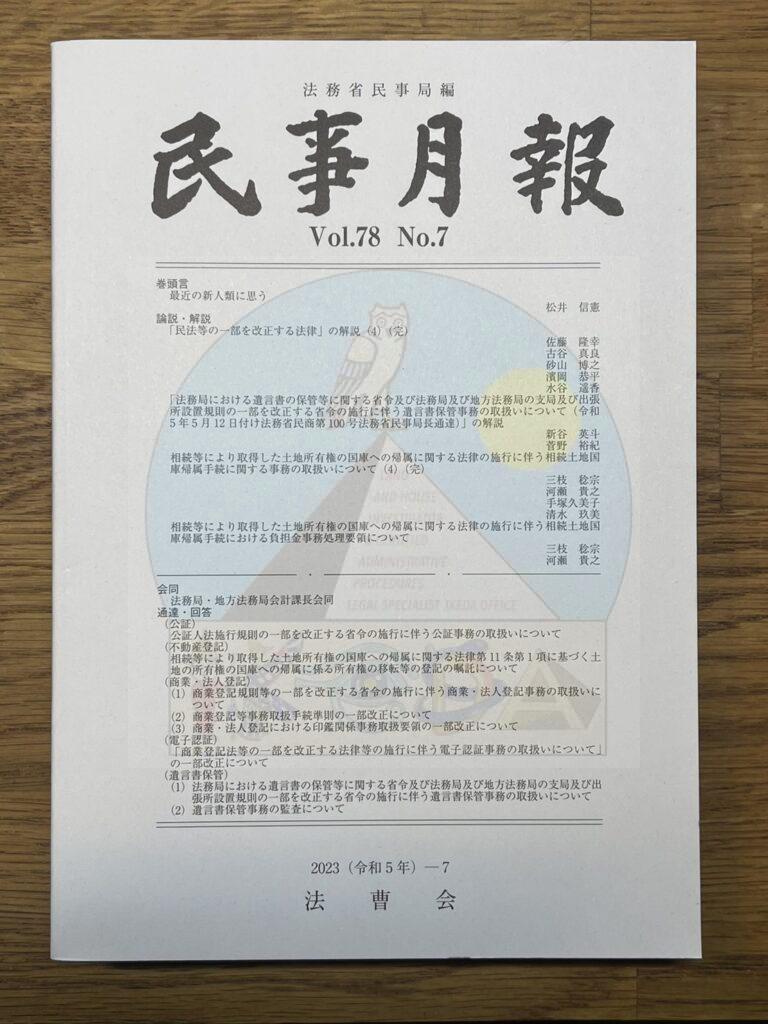 法務省民事局編
民事月報
Vol.78 No.7
巻頭言
最近の新人類に思う
松井 信憲
論説・解説
「民法等の一部を改正する法律」の解説（4）（完）
佐藤 隆幸
古谷 真良
砂山 博之
濱岡 恭平
水谷 遥香
「法務局における遺言書の保管等に関する省令及び法務局及び地方法務局の支局及び出張
所設置規則の一部を改正する省令の施行に伴う遺言書保管事務の取扱いについて（令和
5年5月12日付け法務省民商第100号法務省民事局長通達）」の解説
新谷 英斗
菅野 裕紀
相続等により取得した土地所有権の国庫への帰属に関する法律の施行に伴う相続土地国
庫帰属手続に関する事務の取扱いについて（4）（完）
三枝 稔宗
河瀬 貴之
手塚久美子
清水 玖美
相続等により取得した土地所有権の国庫への帰属に関する法律の施行に伴う相続土地国
庫帰属手続における負担金事務処理要領について
三枝 稔宗
河瀬 貴之
会同
法務局・地方法務局会計課長会同
通達・回答
（公証）
公証人法施行規則の一部を改正する省令の施行に伴う公証事務の取扱いについて
（不動産登記）
相続等により取得した土地所有権の国庫への帰属に関する法律第11条第1項に基づく土
地の所有権の国庫への帰属に係る所有権の移転等の登記の嘱託について
（商業・法人登記）
（1）商業登記規則等の一部を改正する省令の施行に伴う商業・法人登記事務の取扱いに
ついて
（2）商業登記等事務取扱手続準則の一部改正について
（3）商業・法人登記における印鑑関係事務取扱要領の一部改正について
（電子認証）
「商業登記法等の一部を改正する法律等の施行に伴う電子認証事務の取扱いについて」
の一部改正について
（遺言書保管）
（1）法務局における遺言書の保管等に関する省令及び法務局及び地方法務局の支局及び出
張所設置規則の一部を改正する省令の施行に伴う遺言書保管事務の取扱いについて
（2）遺言書保管事務の監査について
2023（令和5年）―7
法曹会
LAND
AND HOUSE
INVESTIGATOR
ADMINISTRATIVE
PROCEDURES
LEGAL SPECIALIST IKEDA OFFICE